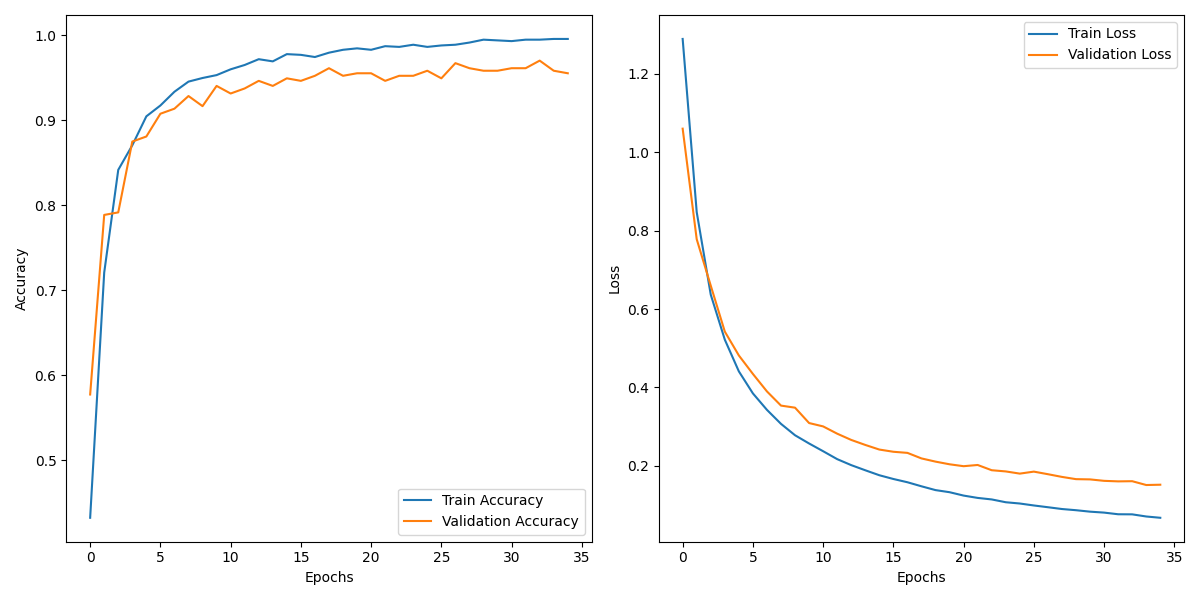 1.0
0.9
0.8
0.7
0.6
0.5
Accuracy
0 5 10 15 20 25 30 35
Epochs
Train Accuracy
Validation Accuracy
1.2
1.0
0.8
0.6
0.4
0.2
Loss
0 5 10 15 20 25 30 35
Epochs
Train Loss
Validation Loss